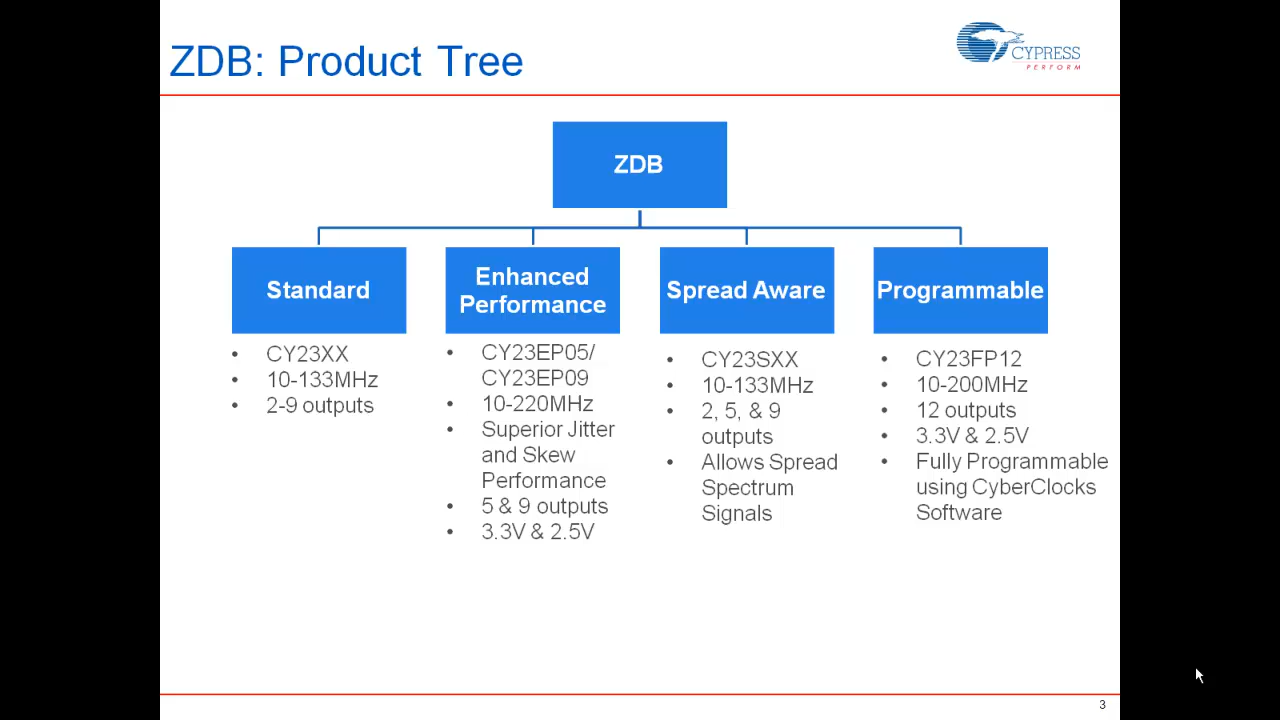 ZDB: Product Tree
CYPRESS
PERFORM
ZDB
Standard
• CY23XX
• 10-133MHz
• 2-9 outputs
Enhanced
Performance
• CY23EP05/
CY23EP09
• 10-220MHz
• Superior Jitter
and Skew
Performance
• 5 & 9 outputs
• 3.3V & 2.5V
Spread Aware
• CY23SXX
• 10-133MHz
• 2, 5, & 9
outputs
• Allows Spread
Spectrum
Signals
Programmable
• CY23FP12
• 10-200MHz
• 12 outputs
• 3.3V & 2.5V
• Fully Programmable
using CyberClocks
Software
3